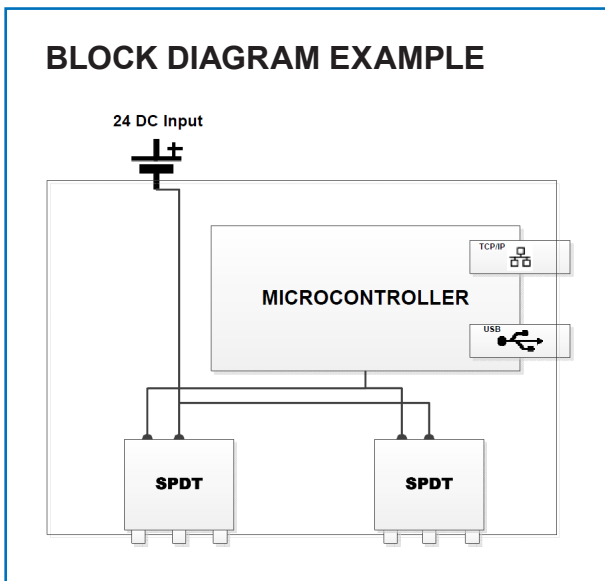 BLOCK DIAGRAM EXAMPLE
24 DC Input
TCP/IP
MICROCONTROLLER
USB
SPDT
SPDT